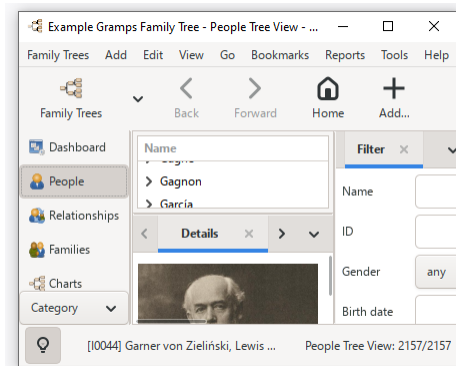 Example Gramps Family Tree - People Tree View - ...
Family Trees Add Edit View Go Bookmarks Reports Tools Help
Family Trees Back Forward Home Add...
Dashboard
People
Relationships
Families
Charts
Category
Name
Gagnon
García
Details
Filter
Name
ID
Gender any
Birth date
[I0044] Garner von Zieliński, Lewis ... People Tree View: 2157/2157